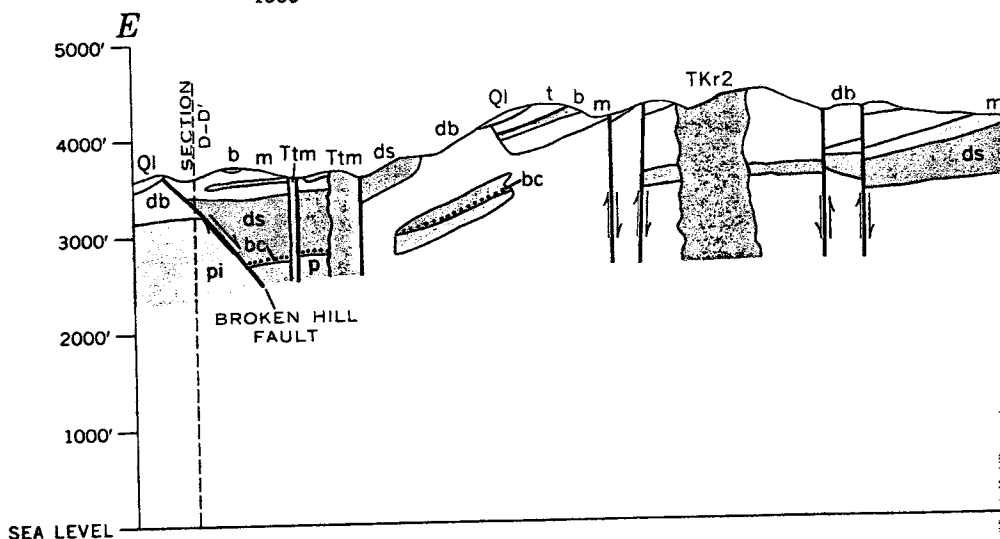 E
5000'
4000'
3000'
2000'
1000'
SEA LEVEL
SECTION
D-D'
Ql
db
b
m
Ttm
Ttm
ds
ds
bc
p
pi
BROKEN HILL
FAULT
db
Ql
t
b
m
bc
TKr2
db
m
ds